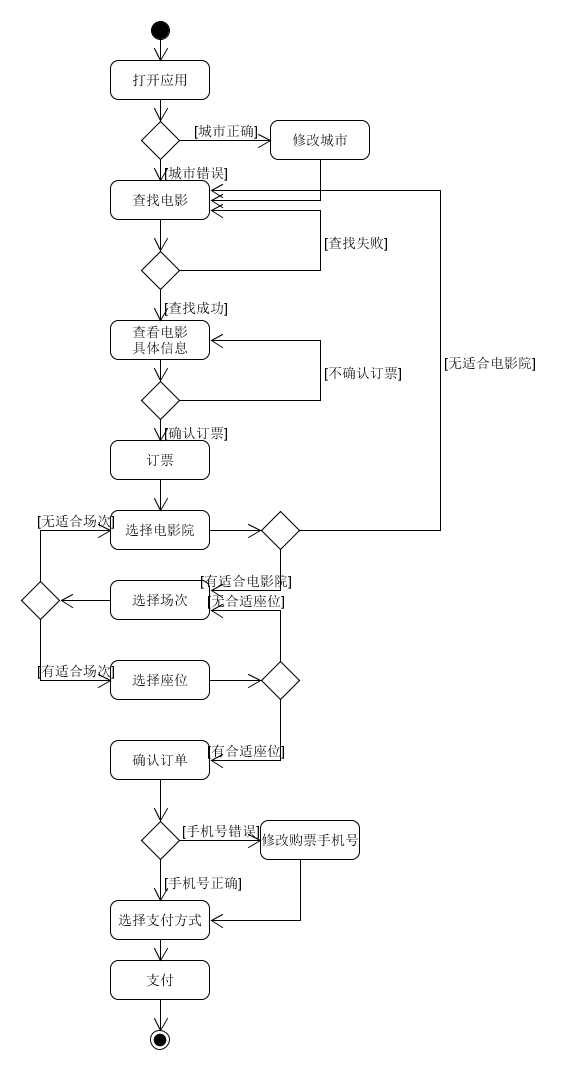 打开应用
[城市正确]
修改城市
[城市错误]
查找电影
[查找失败]
[查找成功]
查看电影
具体信息
[无适合电影院]
[不确认订票]
[确认订票]
订票
[无适合场次]
选择电影院
[有适合电影院]
选择场次
[无合适座位]
[有适合场次]
选择座位
[有合适座位]
确认订单
[手机号错误]
修改购票手机号
[手机号正确]
选择支付方式
支付